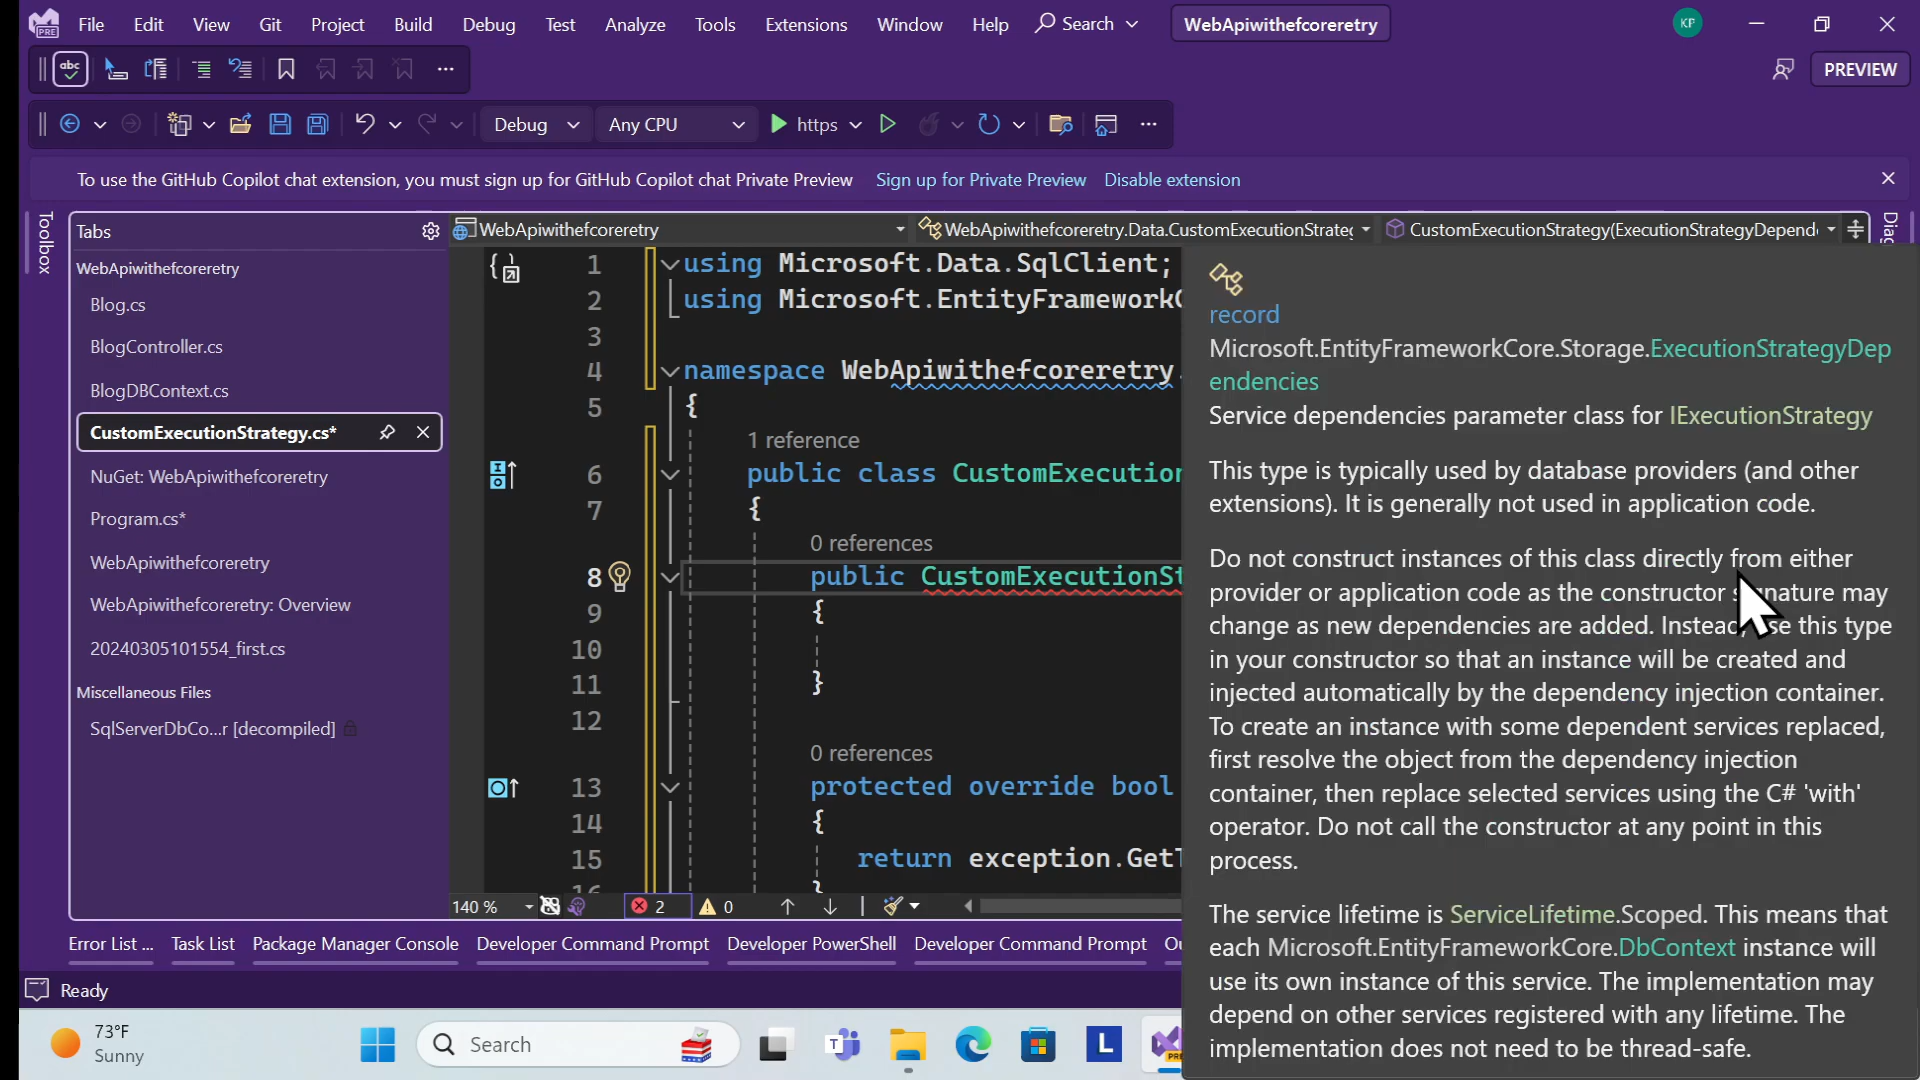 File Edit View Git Project Build Debug Test Analyze Tools Extensions Window Help Search WebApiwithefcoreretry KP
abc PREVIEW
Debug Any CPU https
To use the GitHub Copilot chat extension, you must sign up for GitHub Copilot chat Private Preview Sign up for Private Preview Disable extension
Toolbox
Tabs
WebApiwithefcoreretry
Blog.cs
BlogController.cs
BlogDBContext.cs
CustomExecutionStrategy.cs*
NuGet: WebApiwithefcoreretry
Program.cs*
WebApiwithefcoreretry
WebApiwithefcoreretry: Overview
20240305101554_first.cs
Miscellaneous Files
SqlServerDbCo...r [decompiled]
WebApiwithefcoreretry WebApiwithefcoreretry.Data.CustomExecutionStrateg CustomExecutionStrategy(ExecutionStrategyDepend
Diag
1 using Microsoft.Data.SqlClient;
2 using Microsoft.EntityFrameworkC
3
4 namespace WebApiwithefcoreretry.
5 {
1 reference
6 public class CustomExecution
7 {
0 references
8 public CustomExecutionSt
9 {
10
11 }
12
0 references
13 protected override bool
14 {
15 return exception.GetT
16 }
record
Microsoft.EntityFrameworkCore.Storage.ExecutionStrategyDep
endencies
Service dependencies parameter class for IExecutionStrategy
This type is typically used by database providers (and other
extensions). It is generally not used in application code.
Do not construct instances of this class directly from either
provider or application code as the constructor signature may
change as new dependencies are added. Instead, use this type
in your constructor so that an instance will be created and
injected automatically by the dependency injection container.
To create an instance with some dependent services replaced,
first resolve the object from the dependency injection
container, then replace selected services using the C# 'with'
operator. Do not call the constructor at any point in this
process.
The service lifetime is ServiceLifetime.Scoped. This means that
each Microsoft.EntityFrameworkCore.DbContext instance will
use its own instance of this service. The implementation may
depend on other services registered with any lifetime. The
implementation does not need to be thread-safe.
140 % 2 0
Error List ... Task List Package Manager Console Developer Command Prompt Developer PowerShell Developer Command Prompt Ou
Ready
73°F
Sunny
Search
L
PRE